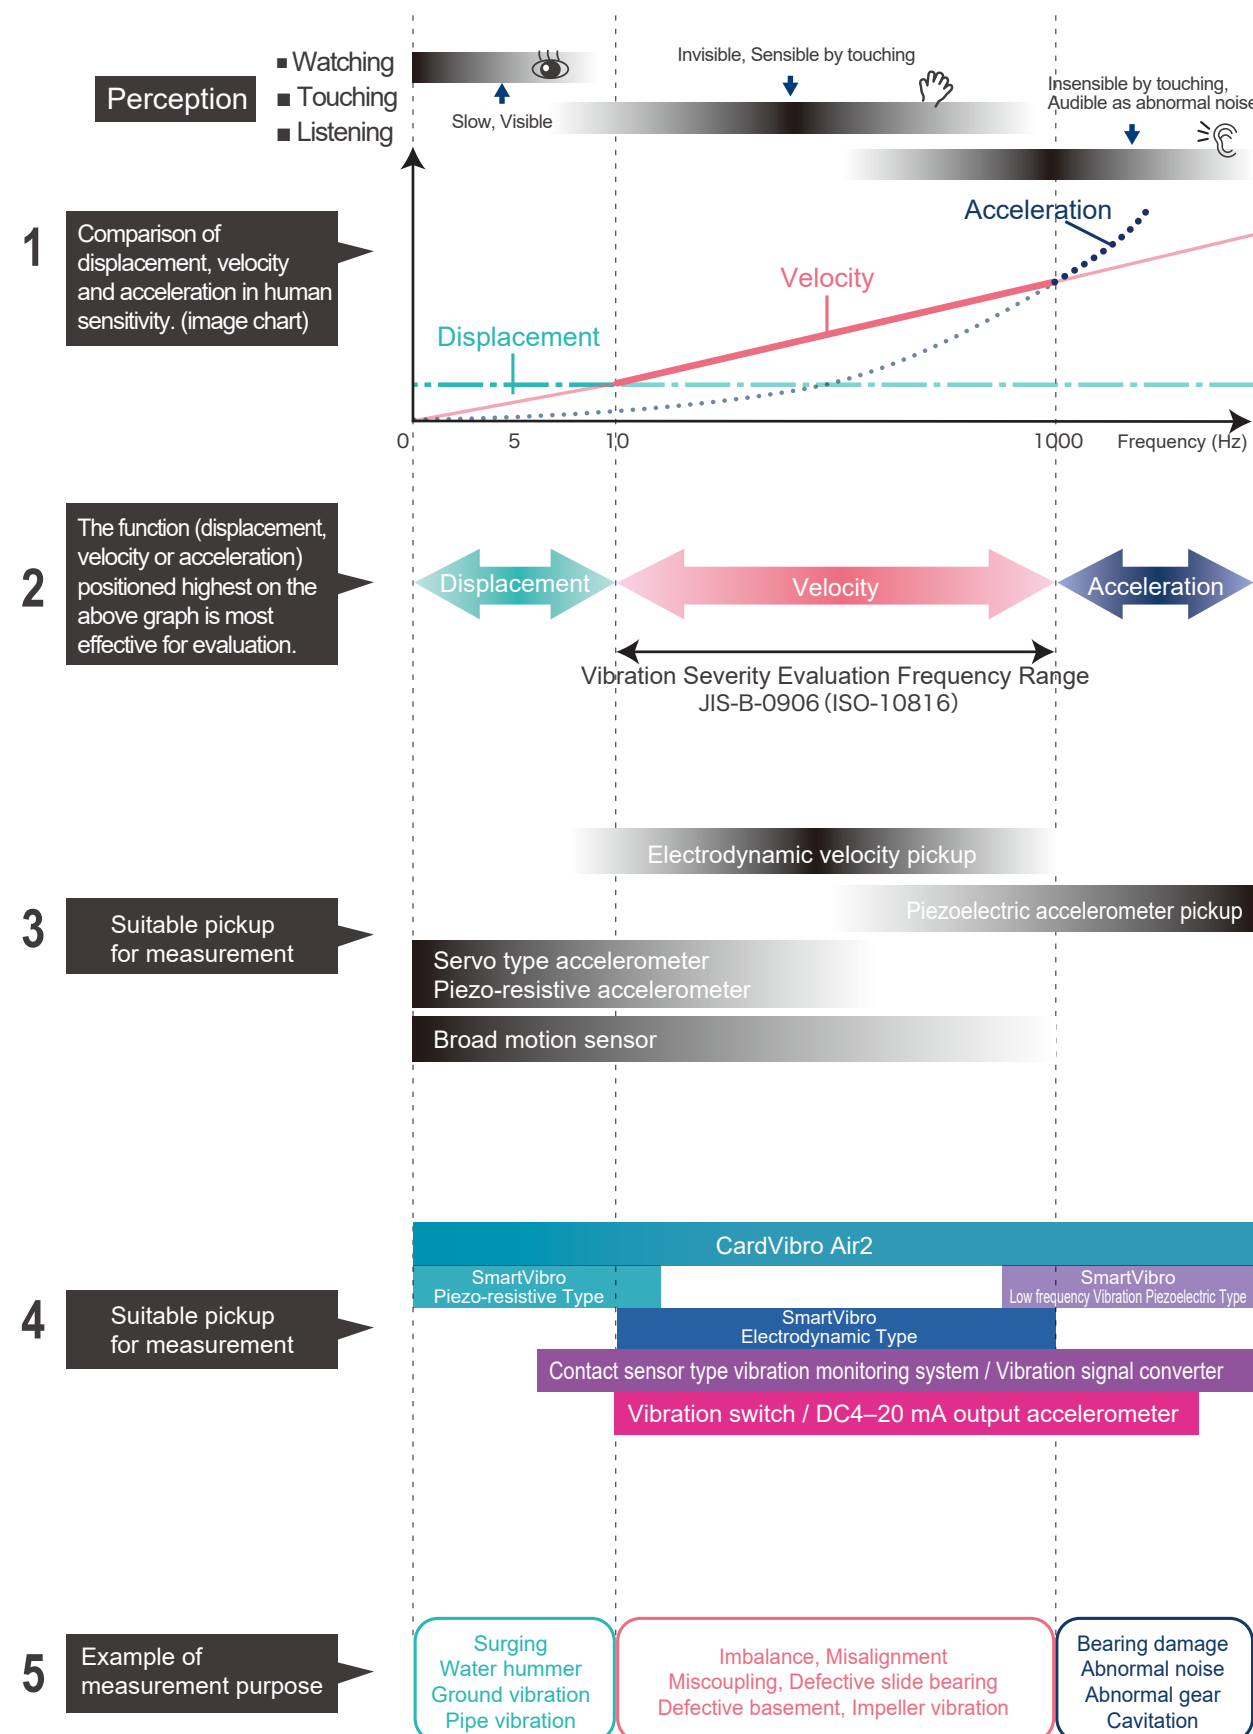 Perception
■ Watching
■ Touching
■ Listening
Slow, Visible
Invisible, Sensible by touching
Insensible by touching,
Audible as abnormal noise
1
Comparison of
displacement, velocity
and acceleration in human
sensitivity. (image chart)
Displacement
Velocity
Acceleration
0
5
10
1000
Frequency (Hz)
2
The function (displacement,
velocity or acceleration)
positioned highest on the
above graph is most
effective for evaluation.
Displacement
Velocity
Acceleration
Vibration Severity Evaluation Frequency Range
JIS-B-0906 (ISO-10816)
3
Suitable pickup
for measurement
Electrodynamic velocity pickup
Piezoelectric accelerometer pickup
Servo type accelerometer
Piezo-resistive accelerometer
Broad motion sensor
4
Suitable pickup
for measurement
CardVibro Air2
SmartVibro
Piezo-resistive Type
SmartVibro
Low frequency Vibration Piezoelectric Type
SmartVibro
Electrodynamic Type
Contact sensor type vibration monitoring system / Vibration signal converter
Vibration switch / DC4–20 mA output accelerometer
5
Example of
measurement purpose
Surging
Water hummer
Ground vibration
Pipe vibration
Imbalance, Misalignment
Miscoupling, Defective slide bearing
Defective basement, Impeller vibration
Bearing damage
Abnormal noise
Abnormal gear
Cavitation